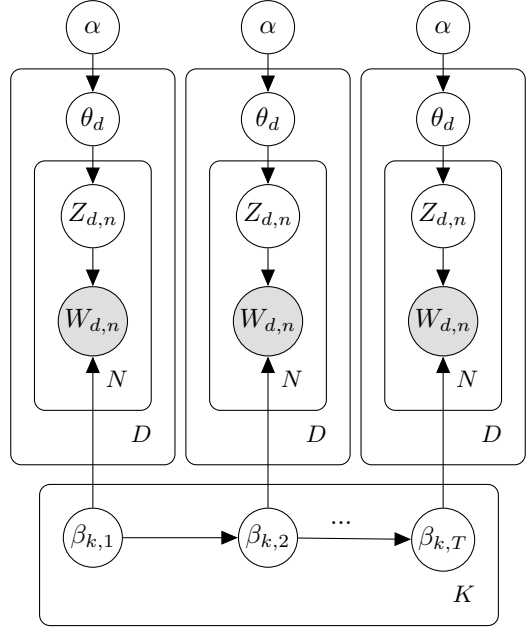 α α α
θ_d θ_d θ_d
Z_{d,n} Z_{d,n} Z_{d,n}
W_{d,n} W_{d,n} W_{d,n}
N N N
D D D
...
β_{k,1} β_{k,2} β_{k,T}
K